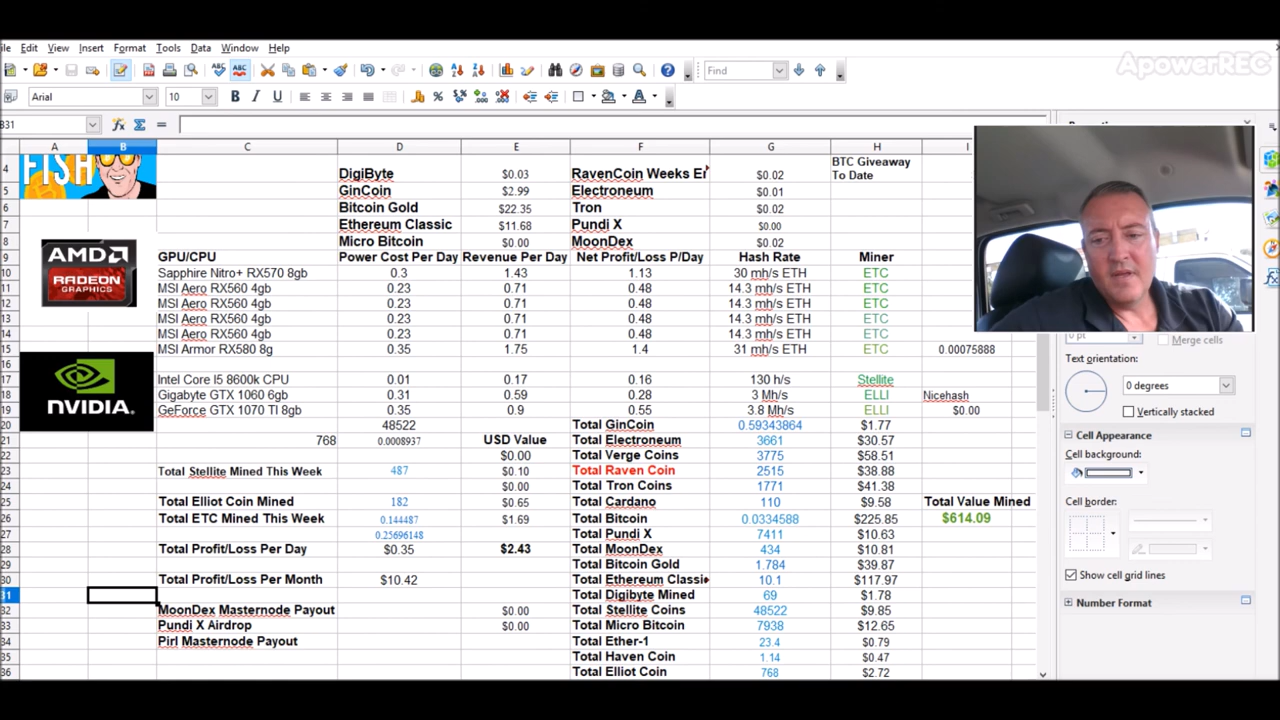 ApowerREC
Edit View Insert Format Tools Data Window Help
Find
Arial 10
B31
A B C D E F G H
4 FISH DigiByte $0.03 RavenCoin Weeks $0.02 BTC Giveaway
To Date
5 GinCoin $2.99 Electroneum $0.01
6 Bitcoin Gold $22.35 Tron $0.02
7 Ethereum Classic $11.68 Pundi X $0.00
8 Micro Bitcoin $0.00 MoonDex $0.02
9 GPU/CPU Power Cost Per Day Revenue Per Day Net Profit/Loss P/Day Hash Rate Miner
AMD
RADEON
GRAPHICS
10 Sapphire Nitro+ RX570 8gb 0.3 1.43 1.13 30 mh/s ETH ETC
11 MSI Aero RX560 4gb 0.23 0.71 0.48 14.3 mh/s ETH ETC
12 MSI Aero RX560 4gb 0.23 0.71 0.48 14.3 mh/s ETH ETC
13 MSI Aero RX560 4gb 0.23 0.71 0.48 14.3 mh/s ETH ETC
14 MSI Aero RX560 4gb 0.23 0.71 0.48 14.3 mh/s ETH ETC
15 MSI Armor RX580 8g 0.35 1.75 1.4 31 mh/s ETH ETC 0.00075888
16
NVIDIA.
17 Intel Core I5 8600k CPU 0.01 0.17 0.16 130 h/s Stellite
18 Gigabyte GTX 1060 6gb 0.31 0.59 0.28 3 Mh/s ELLI Nicehash
19 GeForce GTX 1070 TI 8gb 0.35 0.9 0.55 3.8 Mh/s ELLI $0.00
20 48522 Total GinCoin 0.59343864 $1.77
21 768 0.0008937 USD Value Total Electroneum 3661 $30.57
22 $0.00 Total Verge Coins 3775 $58.51
23 Total Stellite Mined This Week 487 $0.10 Total Raven Coin 2515 $38.88
24 $0.00 Total Tron Coins 1771 $41.38
25 Total Elliot Coin Mined 182 $0.65 Total Cardano 110 $9.58 Total Value Mined
26 Total ETC Mined This Week 0.144487 $1.69 Total Bitcoin 0.0334588 $225.85 $614.09
27 0.25696148 Total Pundi X 7411 $10.63
28 Total Profit/Loss Per Day $0.35 $2.43 Total MoonDex 434 $10.81
29 Total Bitcoin Gold 1.784 $39.87
30 Total Profit/Loss Per Month $10.42 Total Ethereum Classi 10.1 $117.97
31 Total Digibyte Mined 69 $1.78
32 MoonDex Masternode Payout $0.00 Total Stellite Coins 48522 $9.85
33 Pundi X Airdrop $0.00 Total Micro Bitcoin 7938 $12.65
34 Pirl Masternode Payout Total Ether-1 23.4 $0.79
35 Total Haven Coin 1.14 $0.47
36 Total Elliot Coin 768 $2.72
0 pt Merge cells
Text orientation:
0 degrees
Vertically stacked
Cell Appearance
Cell background:
Cell border:
Show cell grid lines
Number Format